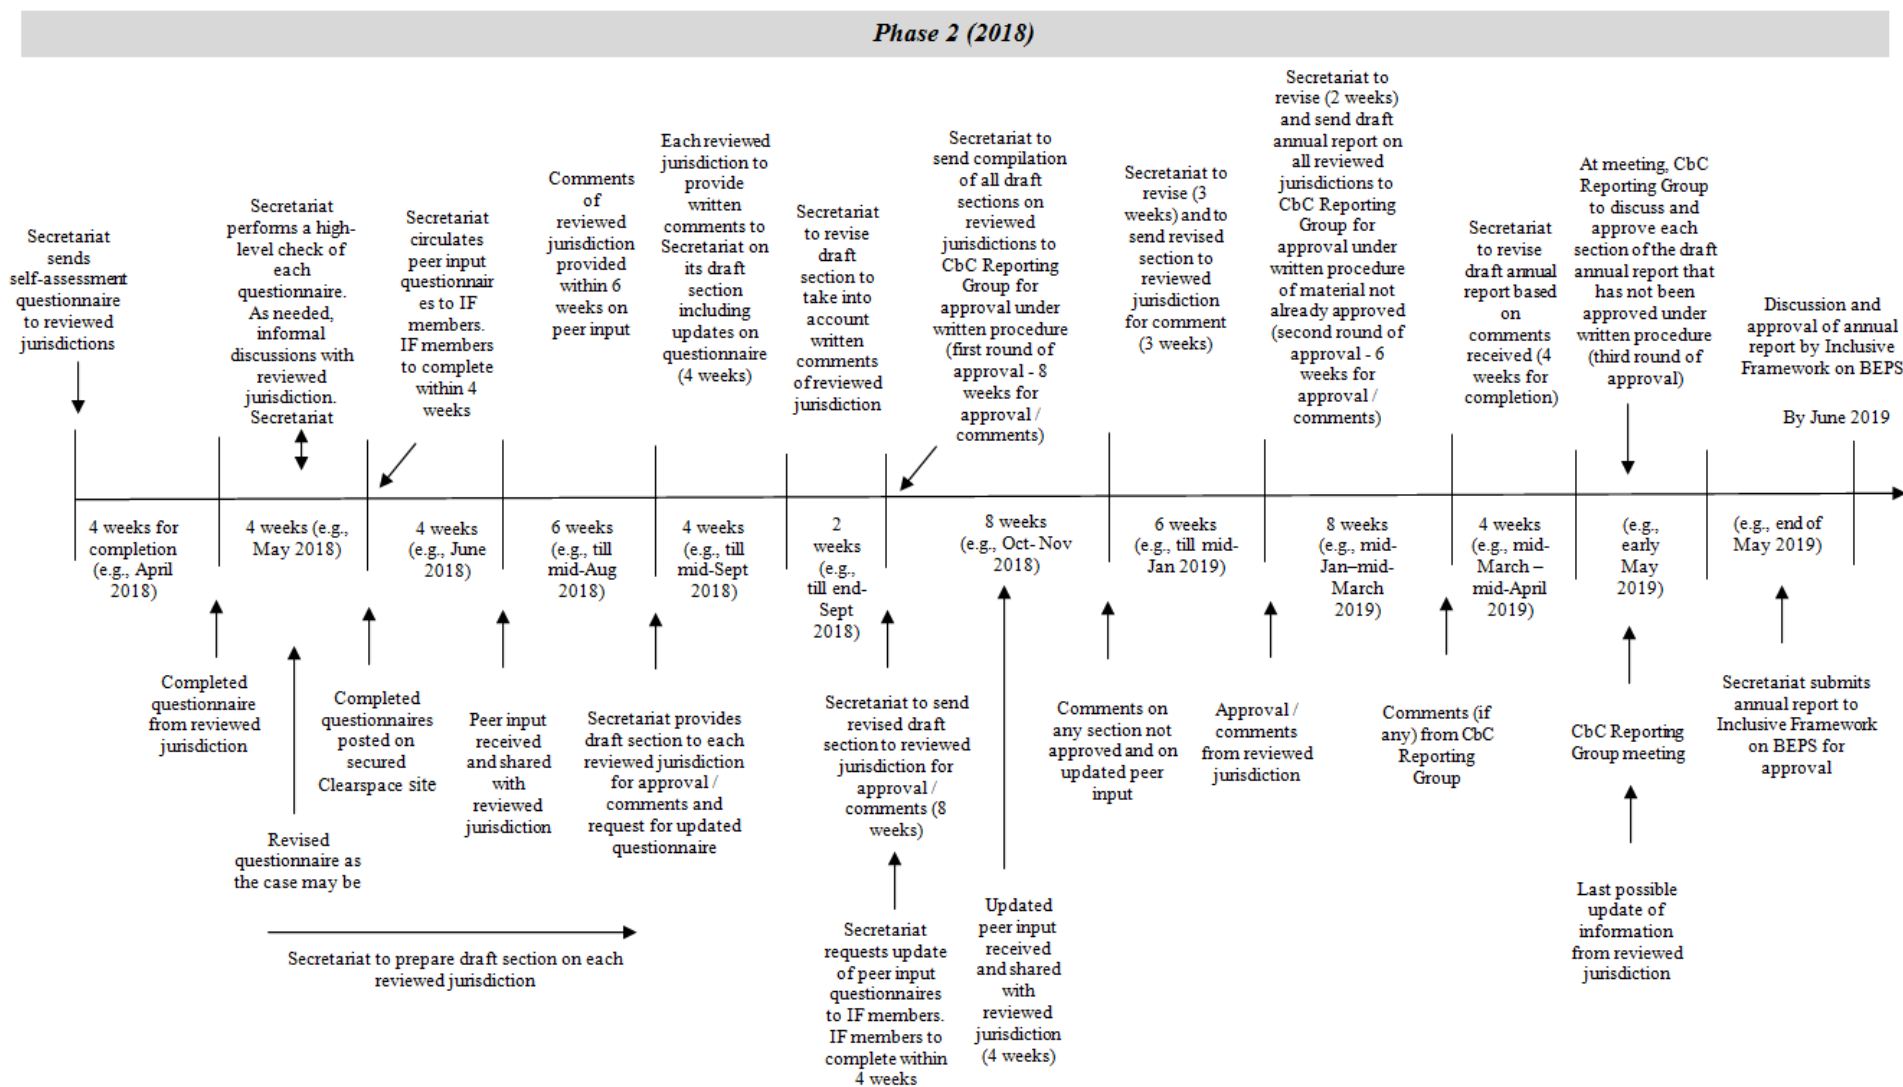 Phase 2 (2018)
Secretariat
sends
self-assessment
questionnaire
to reviewed
jurisdictions
Secretariat
performs a high-
level check of
each
questionnaire.
As needed,
informal
discussions with
reviewed
jurisdiction.
Secretariat
Secretariat
circulates
peer input
questionnair
es to IF
members.
IF members
to complete
within 4
weeks
Comments
of
reviewed
jurisdiction
provided
within 6
weeks on
peer input
Each reviewed
jurisdiction to
provide
written
comments to
Secretariat on
its draft
section
including
updates on
questionnaire
(4 weeks)
Secretariat
to revise
draft
section to
take into
account
written
comments
of reviewed
jurisdiction
Secretariat to
send compilation
of all draft
sections on
reviewed
jurisdictions to
CbC Reporting
Group for
approval under
written procedure
(first round of
approval - 8
weeks for
approval /
comments)
Secretariat to
revise (3
weeks) and to
send revised
section to
reviewed
jurisdiction
for comment
(3 weeks)
Secretariat to
revise (2 weeks)
and send draft
annual report on
all reviewed
jurisdictions to
CbC Reporting
Group for
approval under
written procedure
of material not
already approved
(second round of
approval - 6
weeks for
approval /
comments)
Secretariat
to revise
draft annual
report based
on
comments
received (4
weeks for
completion)
At meeting, CbC
Reporting Group
to discuss and
approve each
section of the draft
annual report that
has not been
approved under
written procedure
(third round of
approval)
Discussion and
approval of annual
report by Inclusive
Framework on BEPS
By June 2019
4 weeks for
completion
(e.g., April
2018)
4 weeks (e.g.,
May 2018)
4 weeks
(e.g., June
2018)
6 weeks
(e.g., till
mid-Aug
2018)
4 weeks
(e.g., till
mid-Sept
2018)
2
weeks
(e.g.,
till end-
Sept
2018)
8 weeks
(e.g., Oct- Nov
2018)
6 weeks
(e.g., till mid-
Jan 2019)
8 weeks
(e.g., mid-
Jan–mid-
March
2019)
4 weeks
(e.g., mid-
March –
mid-April
2019)
(e.g.,
early
May
2019)
(e.g., end of
May 2019)
Completed
questionnaire
from reviewed
jurisdiction
Revised
questionnaire as
the case may be
Completed
questionnaires
posted on
secured
Clearspace site
Peer input
received
and shared
with
reviewed
jurisdiction
Secretariat provides
draft section to each
reviewed jurisdiction
for approval /
comments and
request for updated
questionnaire
Secretariat to send
revised draft
section to reviewed
jurisdiction for
approval /
comments (8
weeks)
Secretariat
requests update
of peer input
questionnaires
to IF members.
IF members to
complete within
4 weeks
Updated
peer input
received
and shared
with
reviewed
jurisdiction
(4 weeks)
Comments on
any section not
approved and on
updated peer
input
Approval /
comments
from reviewed
jurisdiction
Comments (if
any) from CbC
Reporting
Group
CbC Reporting
Group meeting
Last possible
update of
information
from reviewed
jurisdiction
Secretariat submits
annual report to
Inclusive Framework
on BEPS for
approval
Secretariat to prepare draft section on each
reviewed jurisdiction